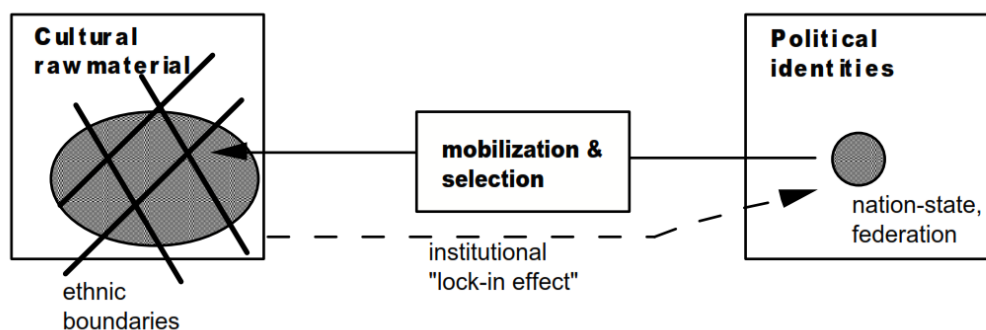 Cultural
raw material
Political
identities
mobilization &
selection
nation-state,
federation
institutional
"lock-in effect"
ethnic
boundaries